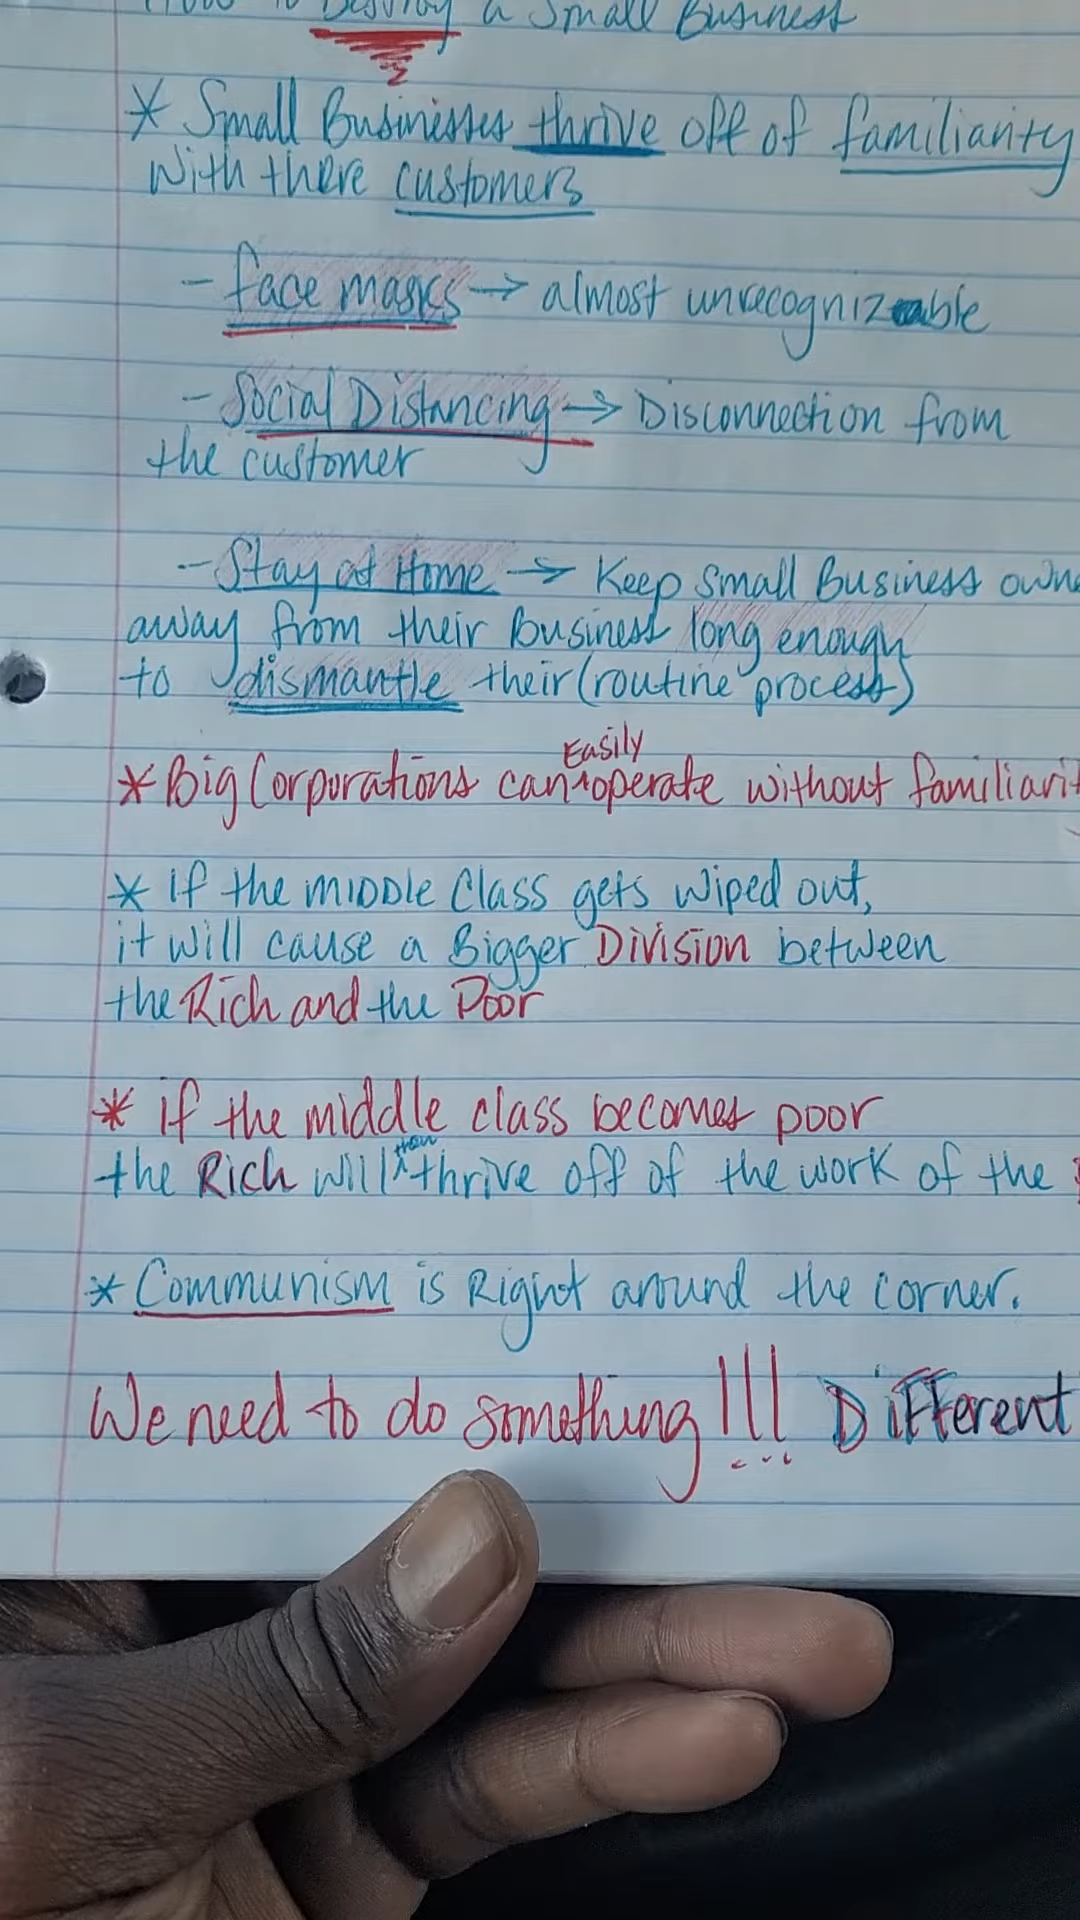 How to Destroy a Small Business
* Small Businesses thrive off of familiarity
with there customers
- face masks → almost unrecognizeable
- Social Distancing → Disconnection from
the customer
- Stay at Home → Keep Small Business own
away from their Business long enough
to dismantle their (routine process)
Easily
* Big Corporations can ^ operate without familiarit
* if the middle Class gets wiped out,
it will cause a Bigger Division between
the Rich and the Poor
* if the middle class becomes poor
then
the Rich will ^ thrive off of the work of the
* Communism is Right around the corner.
We need to do something!!! Different